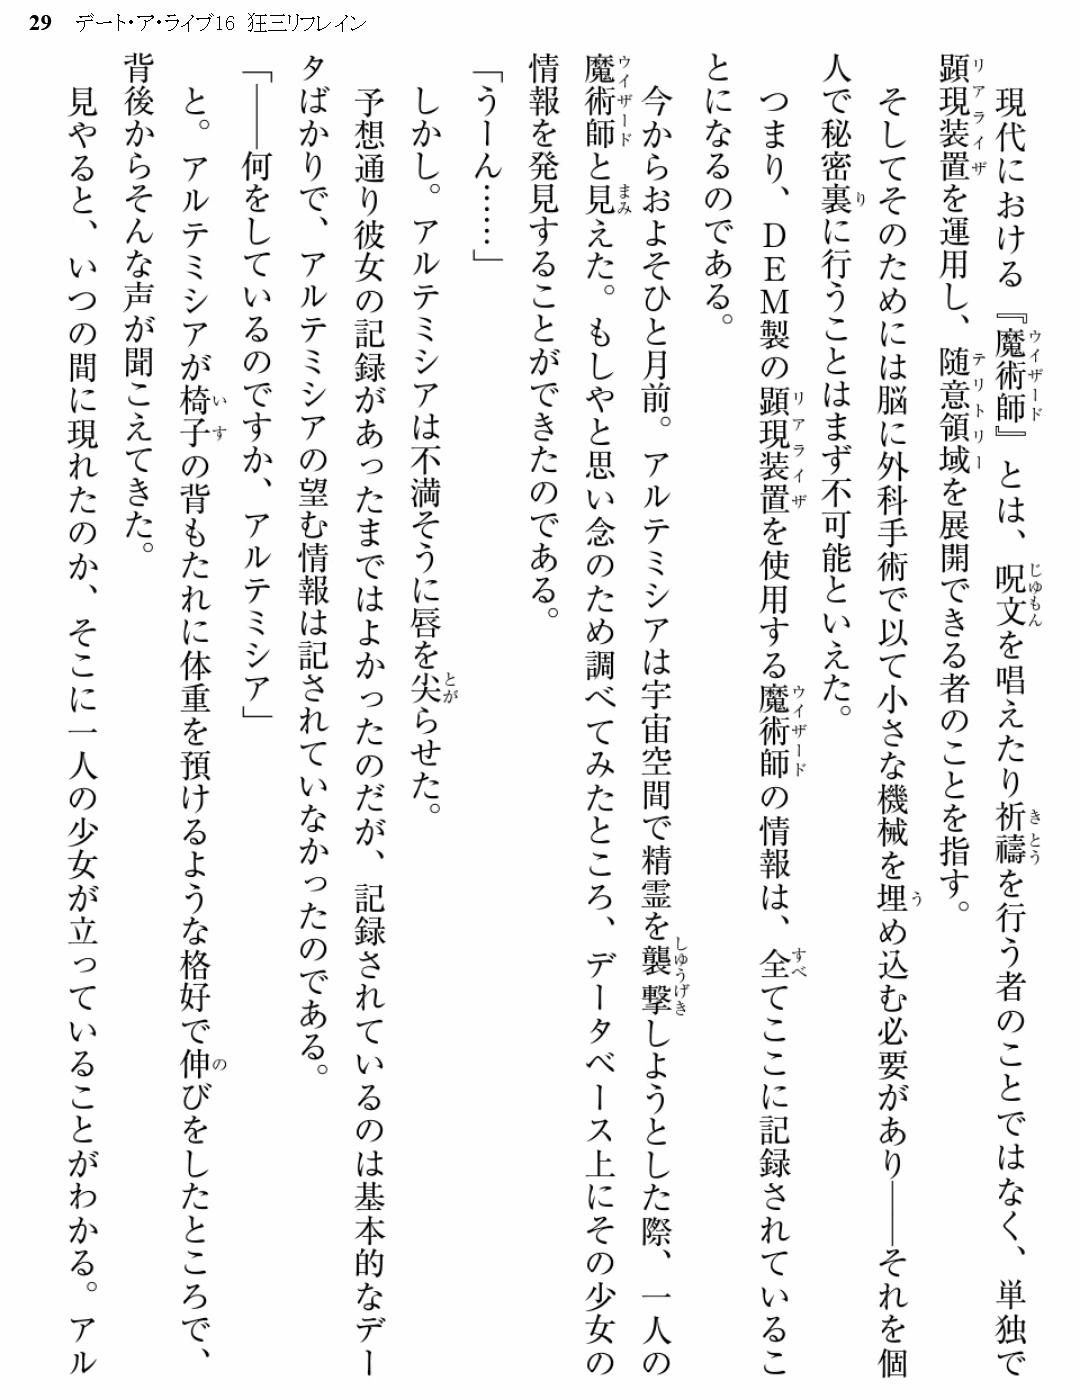 29 デート・ア・ライブ16 狂三リフレイン
現代における『魔術師』とは、呪文を唱えたり祈禱を行う者のことではなく、単独で
顕現装置を運用し、随意領域を展開できる者のことを指す。
そしてそのためには脳に外科手術で以て小さな機械を埋め込む必要があり――それを個
人で秘密裏に行うことはまず不可能といえた。
つまり、ＤＥＭ製の顕現装置を使用する魔術師の情報は、全てここに記録されているこ
とになるのである。
今からおよそひと月前。アルテミシアは宇宙空間で精霊を襲撃しようとした際、一人の
魔術師と見えた。もしやと思い念のため調べてみたところ、データベース上にその少女の
情報を発見することができたのである。
「うーん……」
しかし。アルテミシアは不満そうに唇を尖らせた。
予想通り彼女の記録があったまではよかったのだが、記録されているのは基本的なデー
タばかりで、アルテミシアの望む情報は記されていなかったのである。
「――何をしているのですか、アルテミシア」
と。アルテミシアが椅子の背もたれに体重を預けるような格好で伸びをしたところで、
背後からそんな声が聞こえてきた。
見やると、いつの間に現れたのか、そこに一人の少女が立っていることがわかる。アル